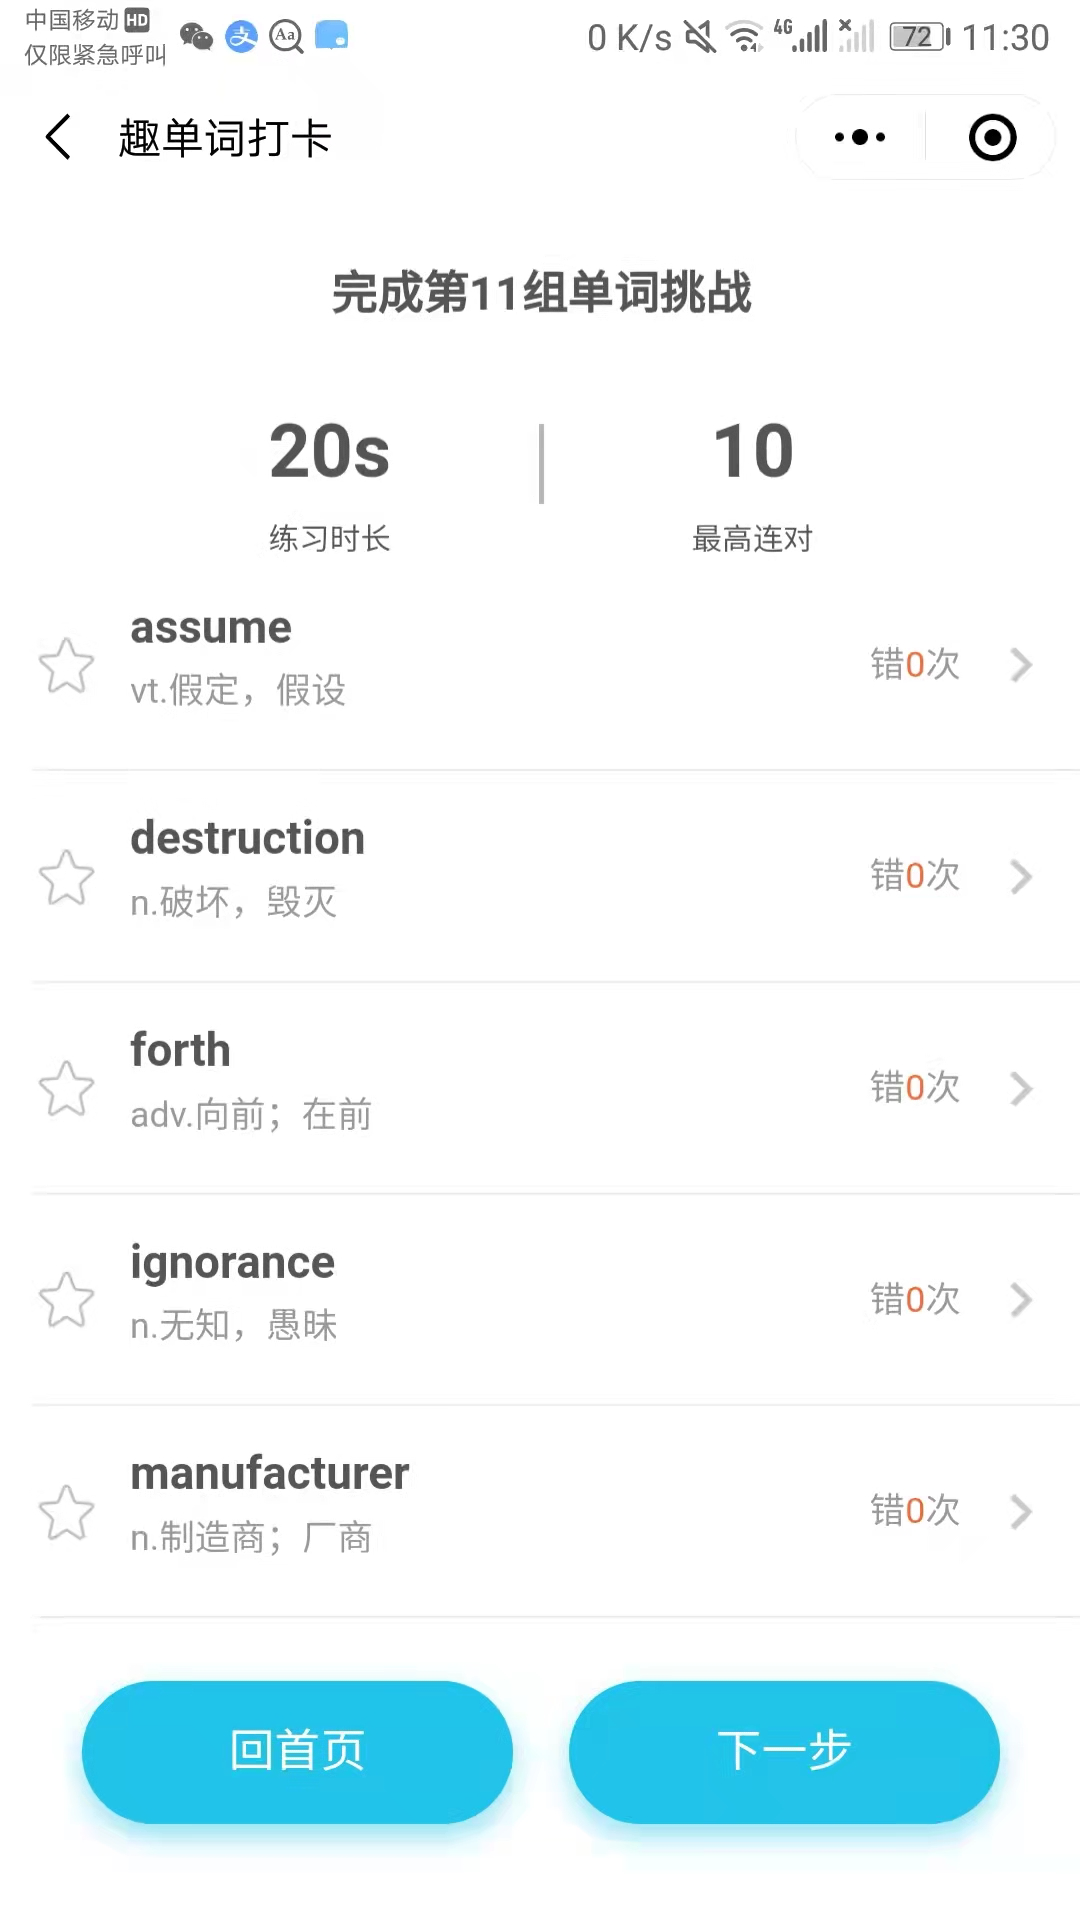 中国移动 HD
仅限紧急呼叫
Aa
0 K/s 4G 72 11:30
趣单词打卡
完成第11组单词挑战
20s 10
练习时长 最高连对
assume
vt.假定，假设
错0次
destruction
n.破坏，毁灭
错0次
forth
adv.向前；在前
错0次
ignorance
n.无知，愚昧
错0次
manufacturer
n.制造商；厂商
错0次
回首页 下一步